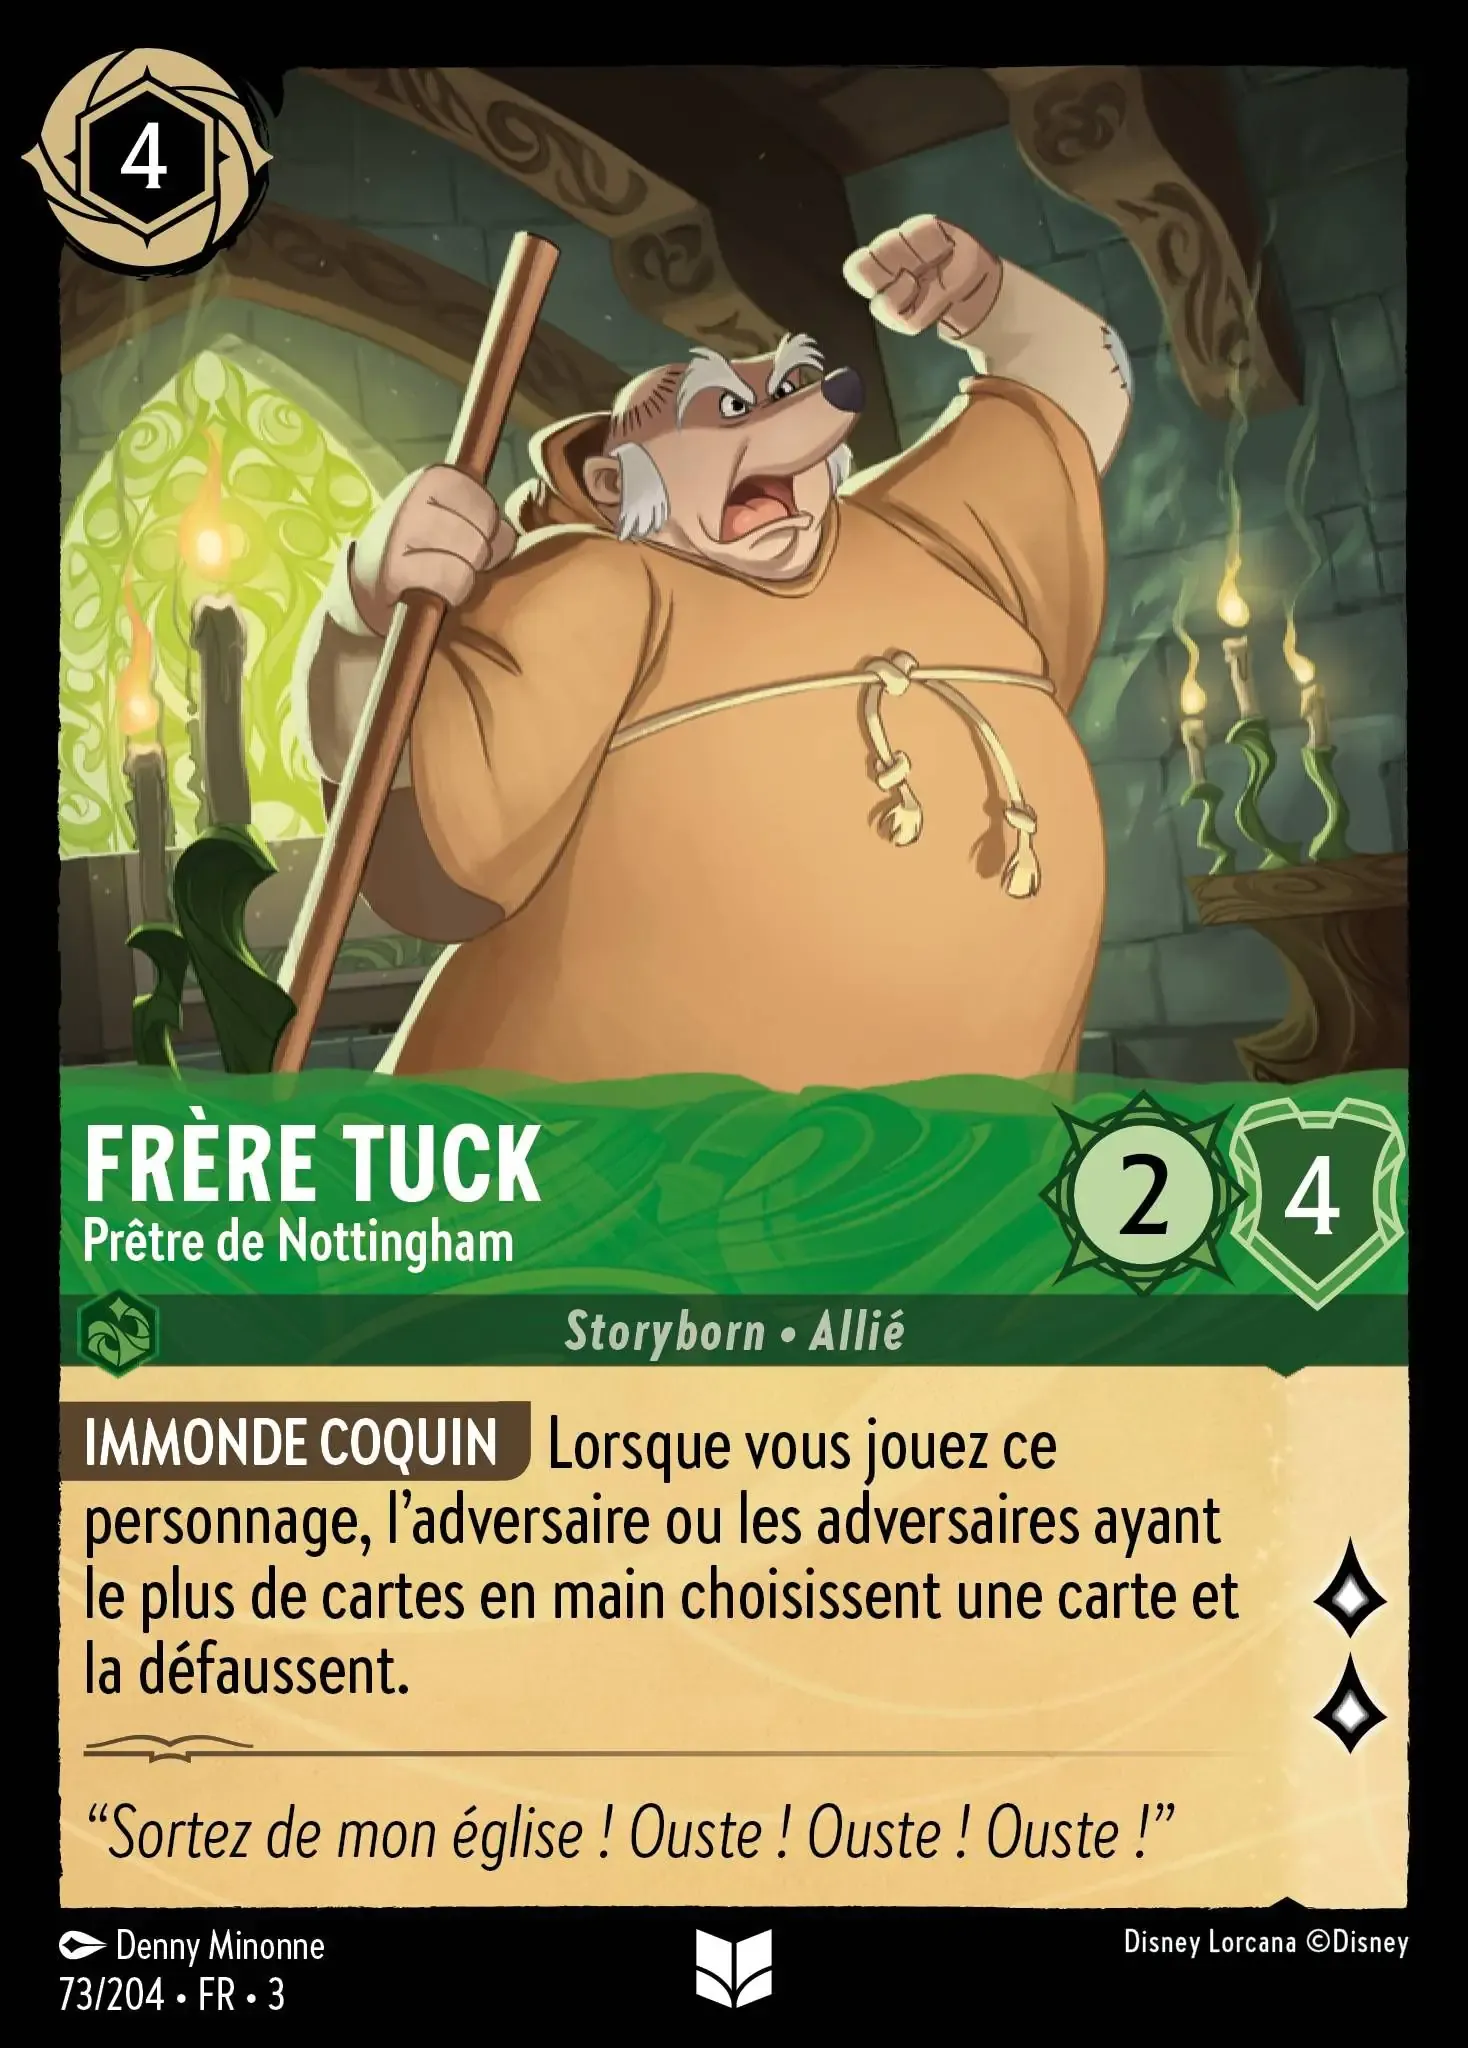 4
FRÈRE TUCK
Prêtre de Nottingham
2
4
Storyborn • Allié
IMMONDE COQUIN Lorsque vous jouez ce
personnage, l’adversaire ou les adversaires ayant
le plus de cartes en main choisissent une carte et
la défaussent.
“Sortez de mon église ! Ouste ! Ouste ! Ouste !”
Denny Minonne
Disney Lorcana ©Disney
73/204 • FR • 3